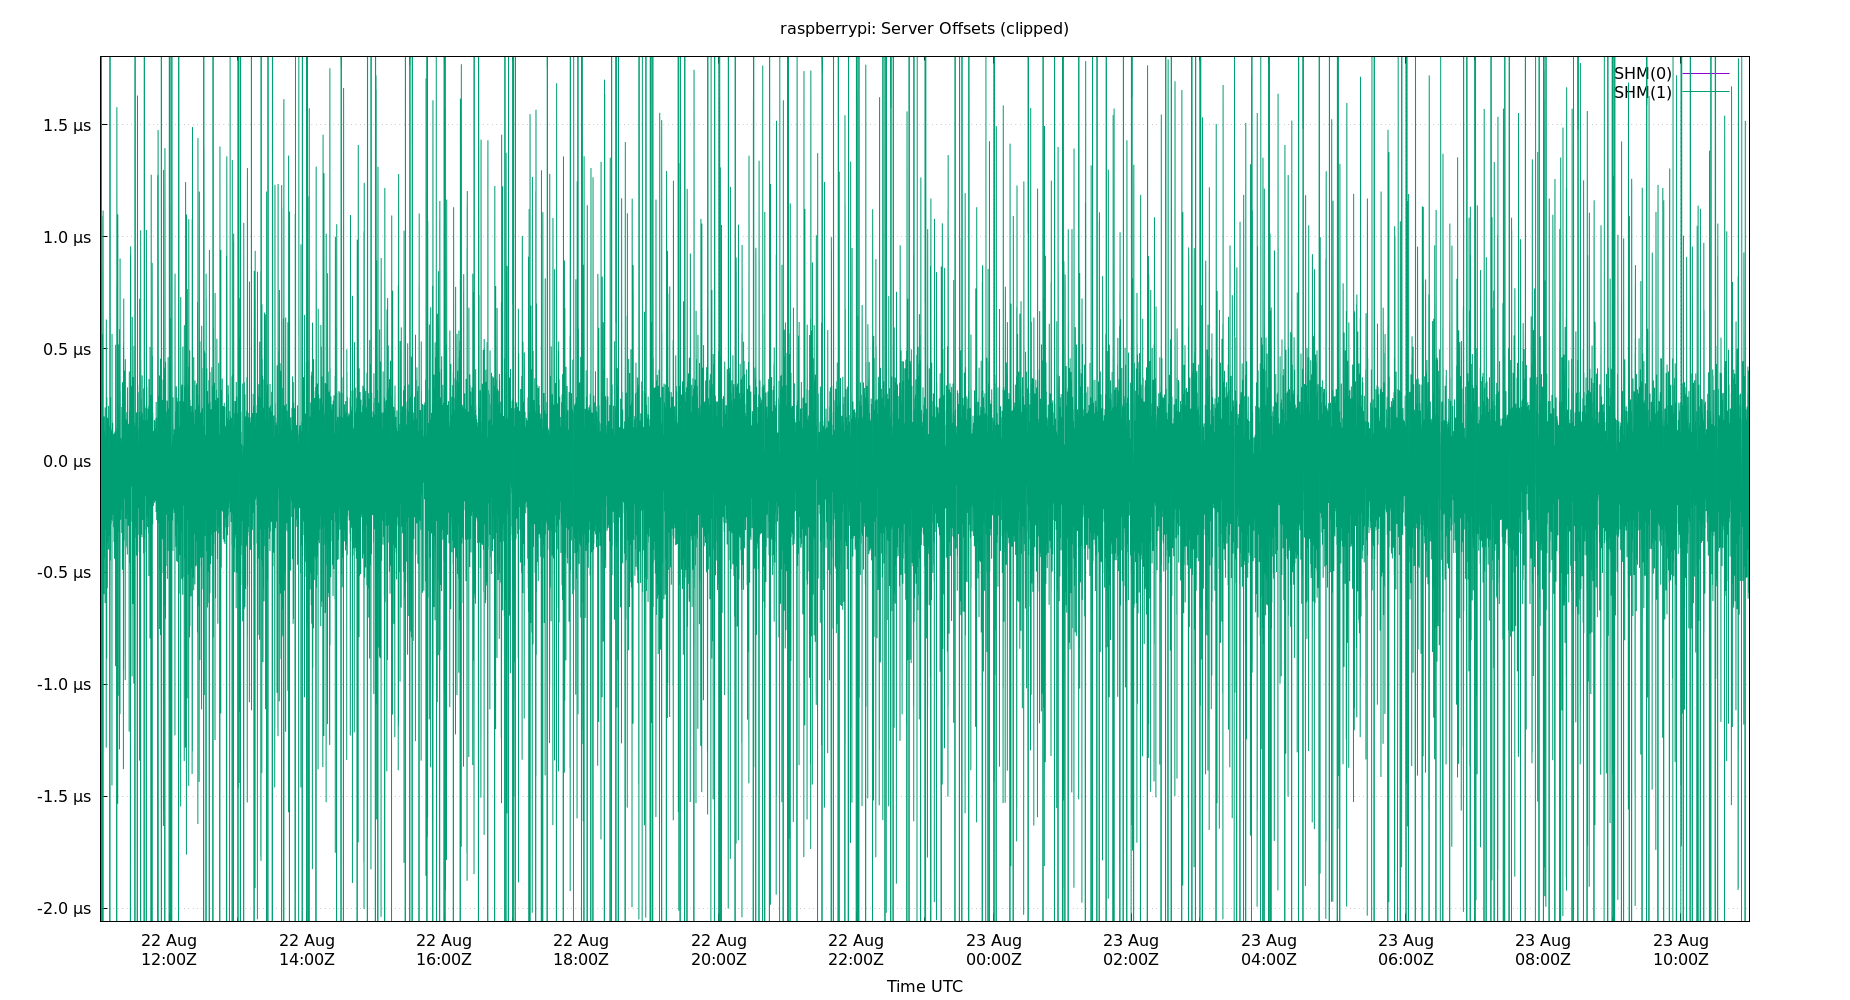 raspberrypi: Server Offsets (clipped)
SHM(0)
SHM(1)
1.5 µs
1.0 µs
0.5 µs
0.0 µs
-0.5 µs
-1.0 µs
-1.5 µs
-2.0 µs
22 Aug 22 Aug 22 Aug 22 Aug 22 Aug 22 Aug 23 Aug 23 Aug 23 Aug 23 Aug 23 Aug 23 Aug
12:00Z 14:00Z 16:00Z 18:00Z 20:00Z 22:00Z 00:00Z 02:00Z 04:00Z 06:00Z 08:00Z 10:00Z
Time UTC